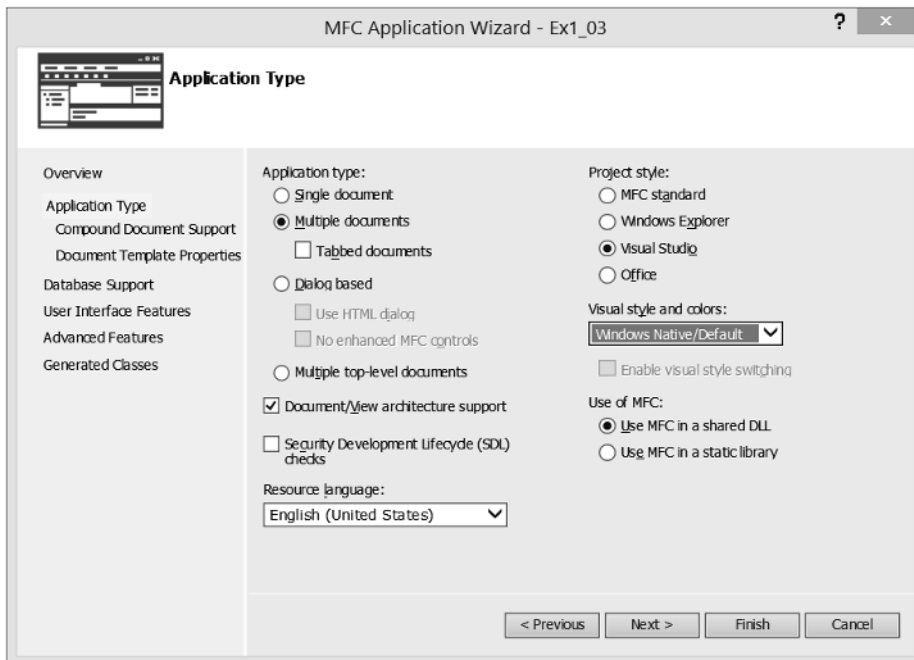 MFC Application Wizard - Ex1_03
?
×
Application Type
Overview
Application Type
Compound Document Support
Document Template Properties
Database Support
User Interface Features
Advanced Features
Generated Classes
Application type:
Single document
Multiple documents
Tabbed documents
Dialog based
Use HTML dialog
No enhanced MFC controls
Multiple top-level documents
Document/View architecture support
Security Development Lifecycle (SDL)
checks
Resource language:
English (United States)
Project style:
MFC standard
Windows Explorer
Visual Studio
Office
Visual style and colors:
Windows Native/Default
Enable visual style switching
Use of MFC:
Use MFC in a shared DLL
Use MFC in a static library
< Previous
Next >
Finish
Cancel